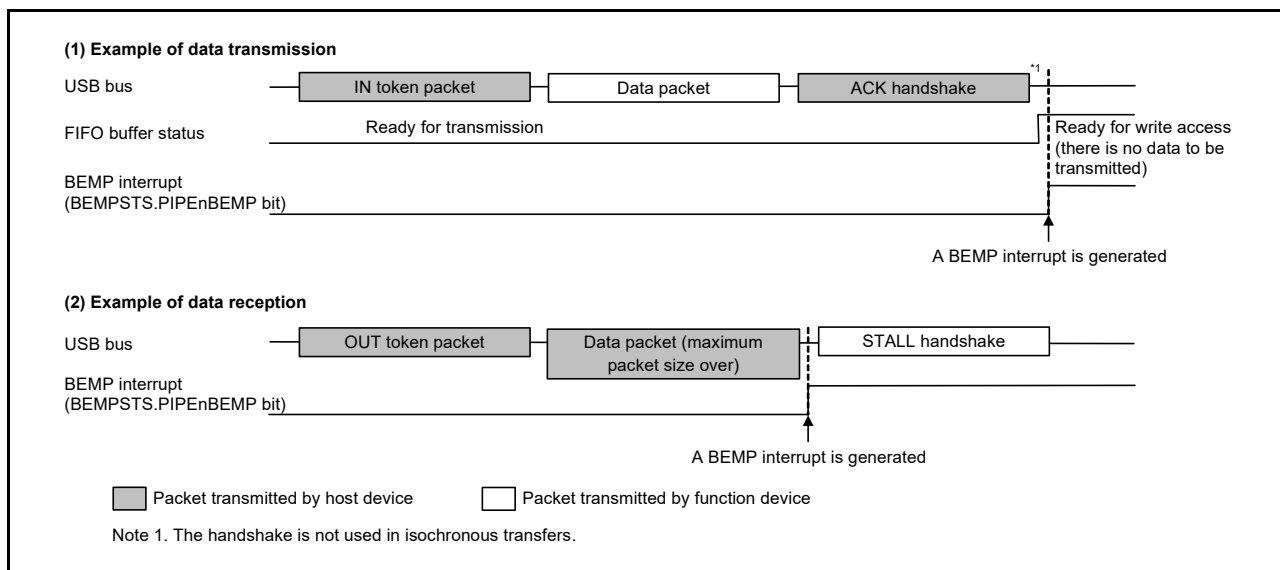 (1) Example of data transmission
USB bus
IN token packet
Data packet
ACK handshake
*1
FIFO buffer status
Ready for transmission
Ready for write access
(there is no data to be
transmitted)
BEMP interrupt
(BEMPSTS.PIPEnBEMP bit)
A BEMP interrupt is generated
(2) Example of data reception
USB bus
OUT token packet
Data packet (maximum
packet size over)
STALL handshake
BEMP interrupt
(BEMPSTS.PIPEnBEMP bit)
A BEMP interrupt is generated
Packet transmitted by host device
Packet transmitted by function device
Note 1. The handshake is not used in isochronous transfers.